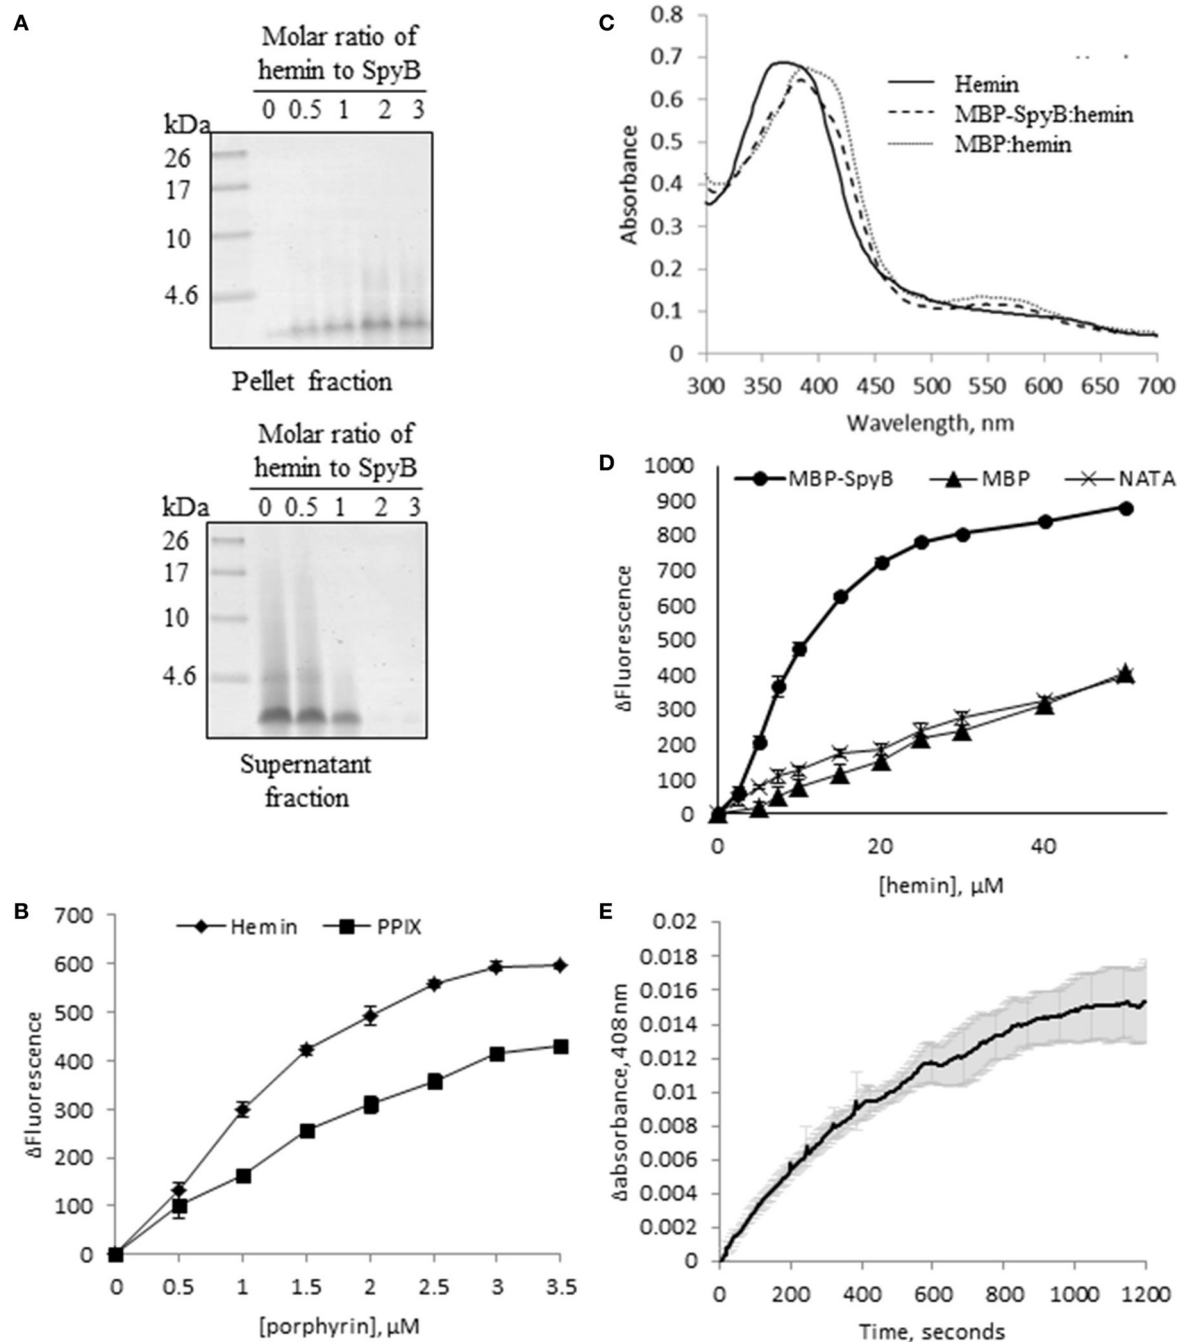 A
Molar ratio of
hemin to SpyB
0 0.5 1 2 3
kDa
26
17
10
4.6
Pellet fraction
Molar ratio of
hemin to SpyB
kDa 0 0.5 1 2 3
26
17
10
4.6
Supernatant
fraction
B
700
600
500
400
300
200
100
0
Hemin PPIX
ΔFluorescence
0 0.5 1 1.5 2 2.5 3 3.5
[porphyrin], µM
C
0.8
0.7
0.6
0.5
0.4
0.3
0.2
0.1
0
Absorbance
Hemin
MBP-SpyB:hemin
MBP:hemin
300 350 400 450 500 550 600 650 700
Wavelength, nm
D
1000
900
800
700
600
500
400
300
200
100
0
MBP-SpyB MBP NATA
ΔFluorescence
0 20 40
[hemin], µM
E
0.02
0.018
0.016
0.014
0.012
0.01
0.008
0.006
0.004
0.002
0
Δabsorbance, 408nm
0 200 400 600 800 1000 1200
Time, seconds